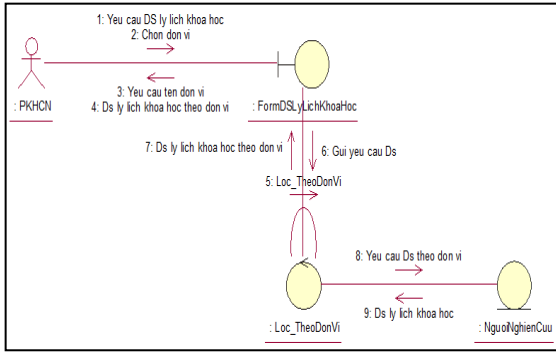 1: Yeu cau DS ly lich khoa hoc
2: Chon don vi
3: Yeu cau ten don vi
4: Ds ly lich khoa hoc theo don vi
: PKHCN
: FormDSLyLichKhoaHoc
7: Ds ly lich khoa hoc theo don vi
6: Gui yeu cau Ds
5: Loc_TheoDonVi
8: Yeu cau Ds theo don vi
9: Ds ly lich khoa hoc
: Loc_TheoDonVi
: NguoiNghienCuu